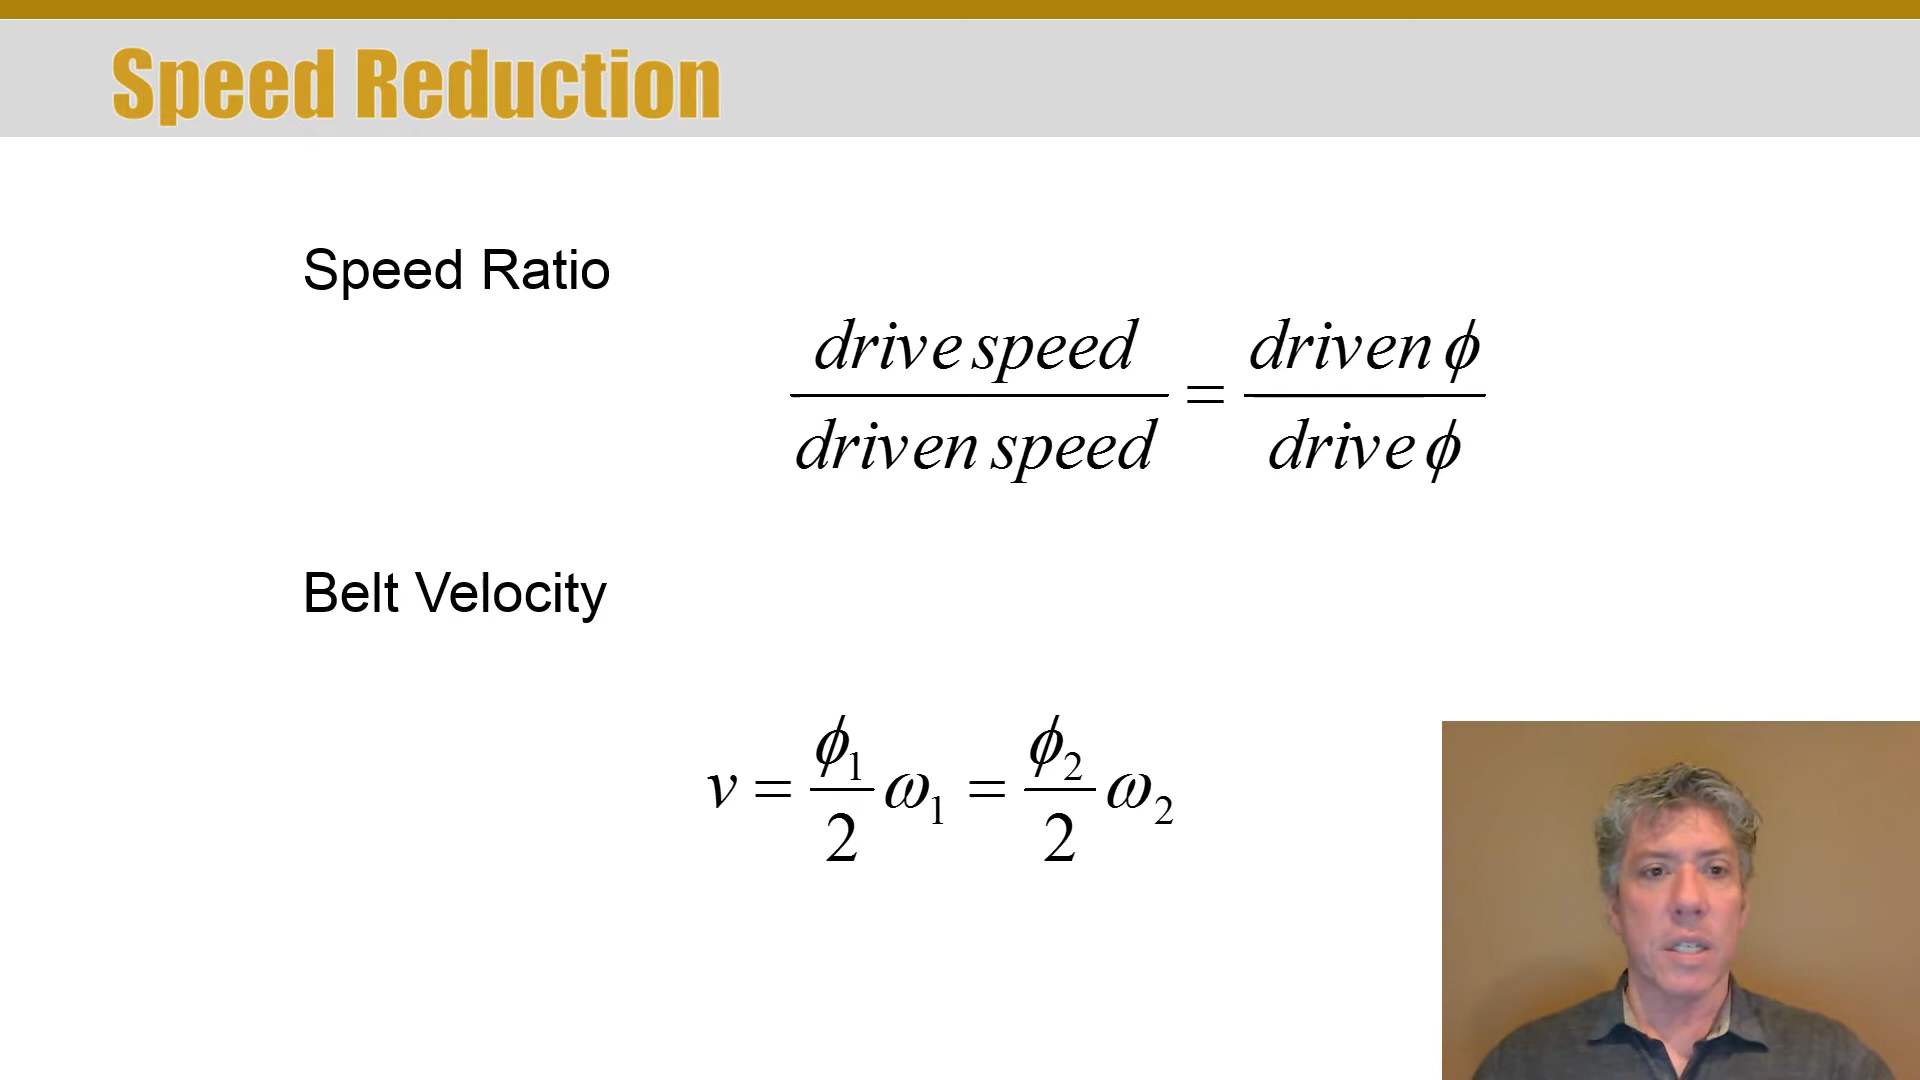 Speed Reduction
Speed Ratio
drive speed / driven speed = driven ϕ / drive ϕ
Belt Velocity
v = ϕ₁/2 ω₁ = ϕ₂/2 ω₂